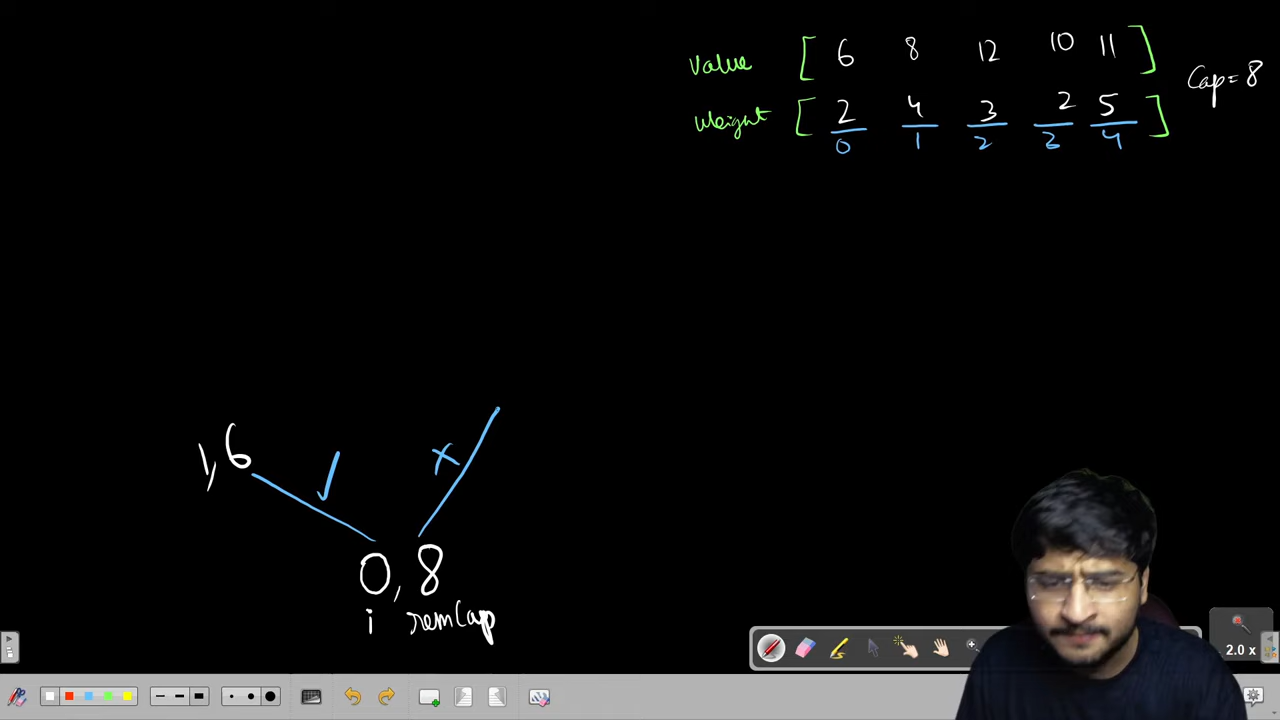 Value [ 6 8 12 10 11 ]
Cap = 8
Weight [ 2 4 3 2 5 ]
0 1 2 3 4
1, 6
✓ x
0, 8
i remCap
2.0 x